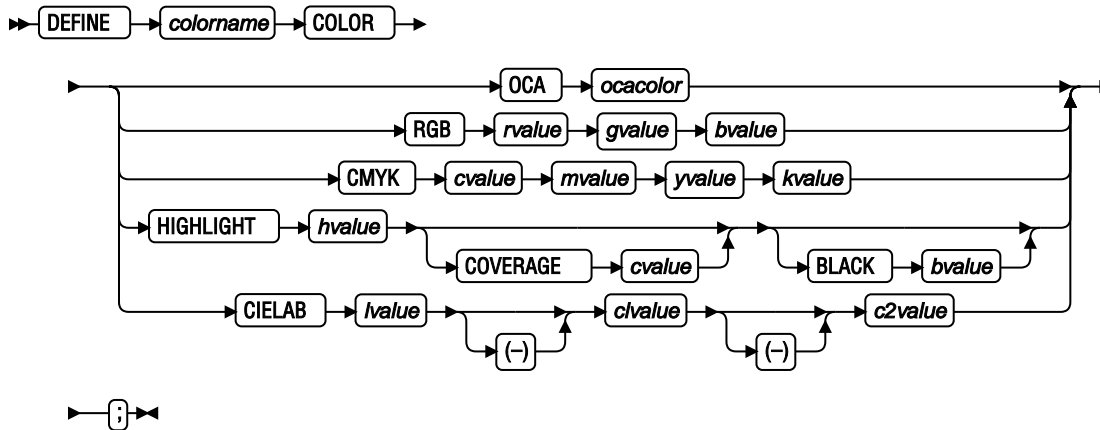 DEFINE colorname COLOR
OCA ocacolor
RGB rvalue gvalue bvalue
CMYK cvalue mvalue yvalue kvalue
HIGHLIGHT hvalue
COVERAGE cvalue BLACK bvalue
CIELAB lvalue clvalue c2value
(–) (–)
;